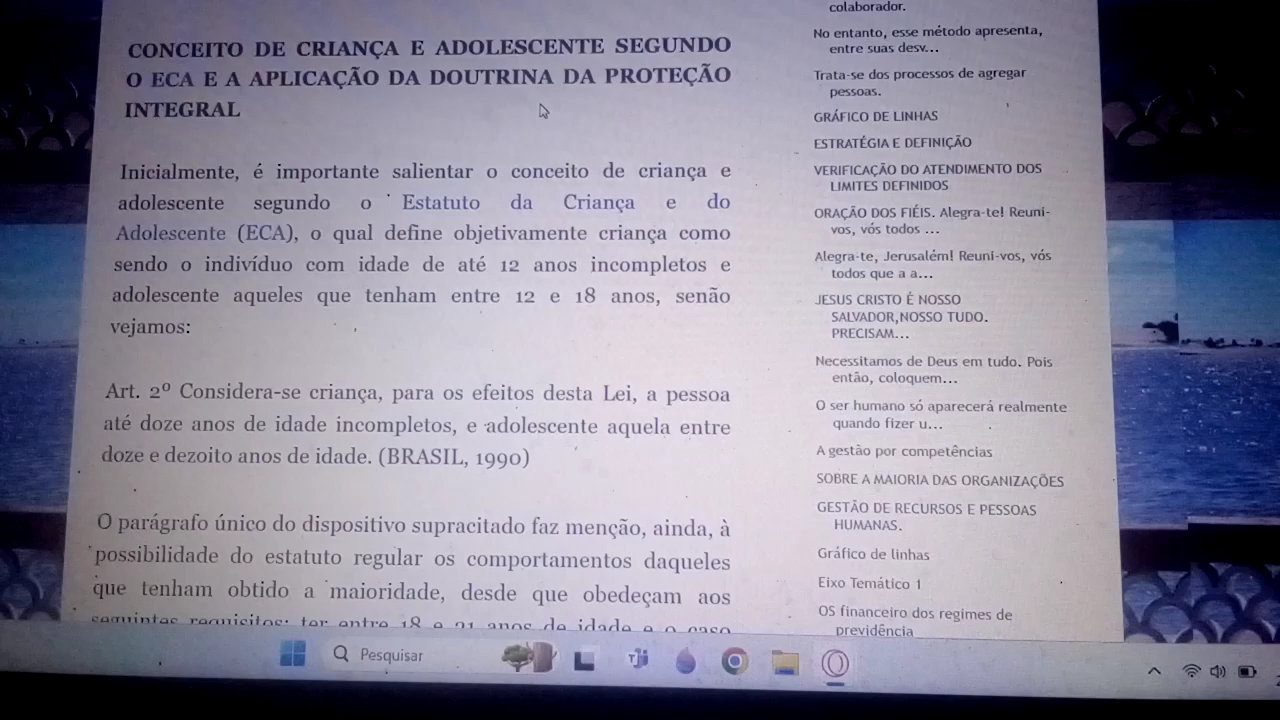 CONCEITO DE CRIANÇA E ADOLESCENTE SEGUNDO
O ECA E A APLICAÇÃO DA DOUTRINA DA PROTEÇÃO
INTEGRAL
Inicialmente, é importante salientar o conceito de criança e
adolescente segundo o Estatuto da Criança e do
Adolescente (ECA), o qual define objetivamente criança como
sendo o indivíduo com idade de até 12 anos incompletos e
adolescente aqueles que tenham entre 12 e 18 anos, senão
vejamos:
Art. 2º Considera-se criança, para os efeitos desta Lei, a pessoa
até doze anos de idade incompletos, e adolescente aquela entre
doze e dezoito anos de idade. (BRASIL, 1990)
O parágrafo único do dispositivo supracitado faz menção, ainda, à
possibilidade do estatuto regular os comportamentos daqueles
que tenham obtido a maioridade, desde que obedeçam aos
seguintes requisitos: ter entre 18 e 21 anos de idade e o caso
colaborador.
No entanto, esse método apresenta,
entre suas desv...
Trata-se dos processos de agregar
pessoas.
GRÁFICO DE LINHAS
ESTRATÉGIA E DEFINIÇÃO
VERIFICAÇÃO DO ATENDIMENTO DOS
LIMITES DEFINIDOS
ORAÇÃO DOS FIÉIS. Alegra-te! Reuni-
vos, vós todos ...
Alegra-te, Jerusalém! Reuni-vos, vós
todos que a a...
JESUS CRISTO É NOSSO
SALVADOR,NOSSO TUDO.
PRECISAM...
Necessitamos de Deus em tudo. Pois
então, coloquem...
O ser humano só aparecerá realmente
quando fizer u...
A gestão por competências
SOBRE A MAIORIA DAS ORGANIZAÇÕES
GESTÃO DE RECURSOS E PESSOAS
HUMANAS.
Gráfico de linhas
Eixo Temático 1
OS financeiro dos regimes de
previdência
Pesquisar